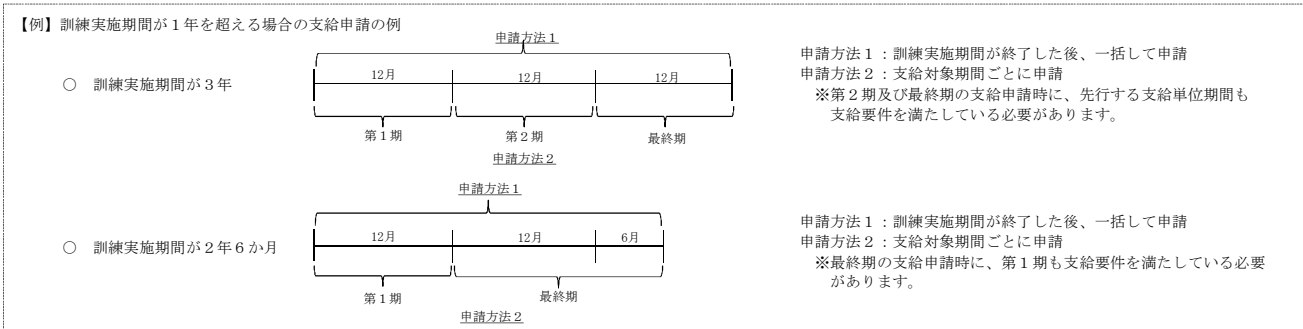 【例】訓練実施期間が１年を超える場合の支給申請の例
申請方法１
○　訓練実施期間が３年
12月
12月
12月
第１期
第２期
最終期
申請方法２
申請方法１：訓練実施期間が終了した後、一括して申請
申請方法２：支給対象期間ごとに申請
※第２期及び最終期の支給申請時に、先行する支給単位期間も
支給要件を満たしている必要があります。
申請方法１
○　訓練実施期間が２年６か月
12月
12月
6月
第１期
最終期
申請方法２
申請方法１：訓練実施期間が終了した後、一括して申請
申請方法２：支給対象期間ごとに申請
※最終期の支給申請時に、第１期も支給要件を満たしている必要
があります。